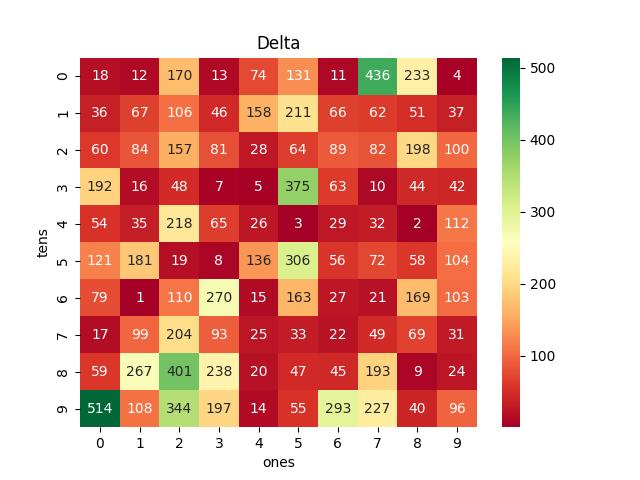 Delta
0 18 12 170 13 74 131 11 436 233 4
1 36 67 106 46 158 211 66 62 51 37
2 60 84 157 81 28 64 89 82 198 100
3 192 16 48 7 5 375 63 10 44 42
4 54 35 218 65 26 3 29 32 2 112
5 121 181 19 8 136 306 56 72 58 104
6 79 1 110 270 15 163 27 21 169 103
7 17 99 204 93 25 33 22 49 69 31
8 59 267 401 238 20 47 45 193 9 24
9 514 108 344 197 14 55 293 227 40 96
0 1 2 3 4 5 6 7 8 9
ones
tens
500
400
300
200
100